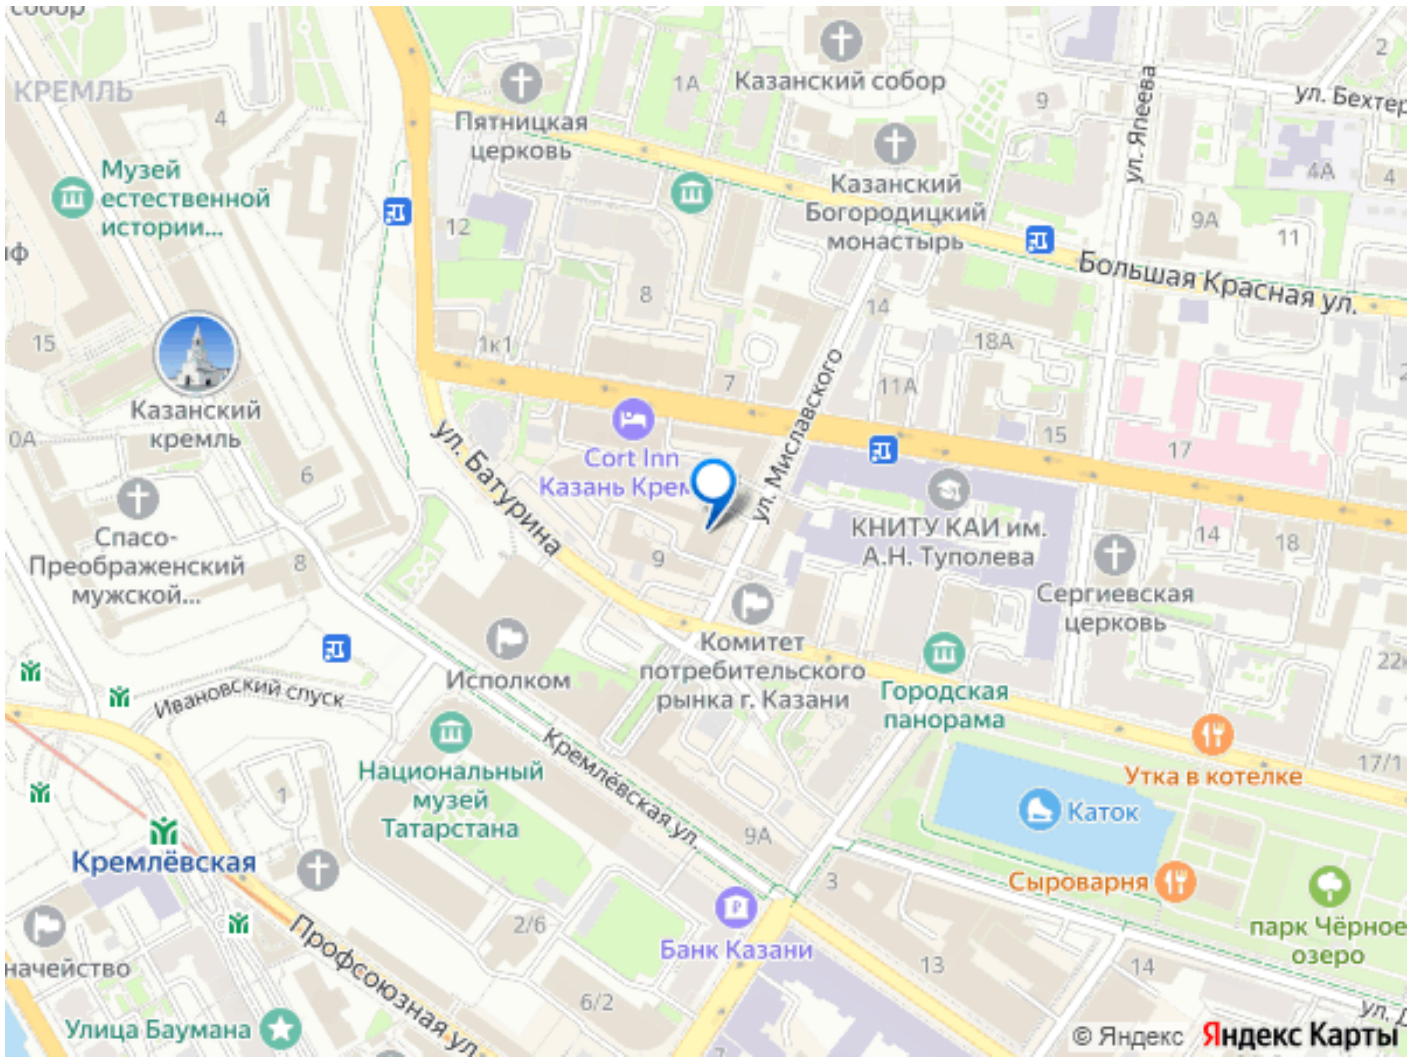 собор
КРЕМЛЬ
4
Музей
естественной
истории...
15
Казанский
кремль
0А
6
Спасо-
Преображенский
мужской...
8
Ивановский спуск
Кремлёвская
1
начейство
Улица Баумана
Профсоюзная ул.
Пятницкая
церковь
1А
Казанский собор
9
ул. Япеева
ул. Бехтер
2
4А
4
Казанский
Богородицкий
монастырь
9А
11
Большая Красная ул.
12
8
14
1к1
7
18А
11А
ул. Миславского
15
17
ул. Батурина
Cort Inn
Казань Крем
9
КНИТУ КАИ им.
А.Н. Туполева
14
18
Сергиевская
церковь
Исполком
Комитет
потребительского
рынка г. Казани
Городская
панорама
22
Национальный
музей
Татарстана
Кремлёвская ул.
9А
Утка в котелке
17/1
Каток
Сыроварня
3
2/6
Банк Казани
13
14
6/2
парк Чёрное
озеро
© Яндекс Яндекс Карты